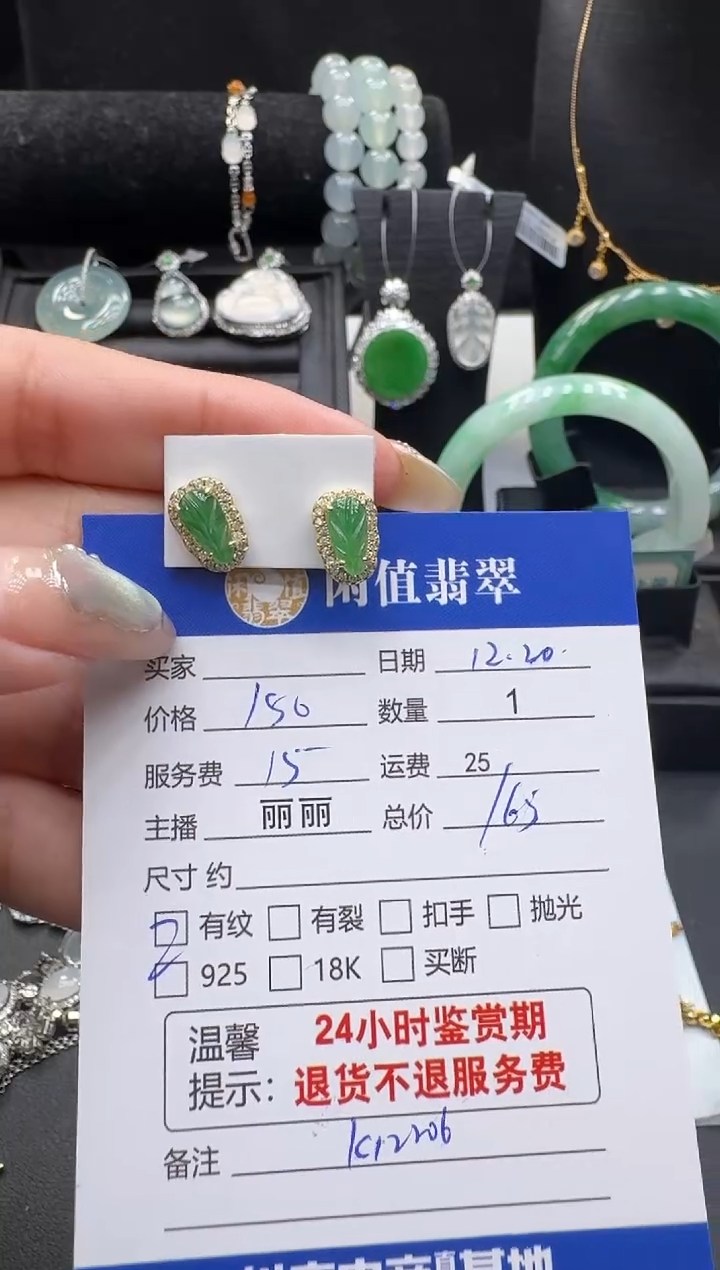 闲值翡翠
买家 日期 12.20.
价格 150 数量 1
服务费 15 运费 25
主播 丽丽 总价 165
尺寸 约
有纹 有裂 扣手 抛光
925 18K 买断
温馨 24小时鉴赏期
提示: 退货不退服务费
备注 K12206